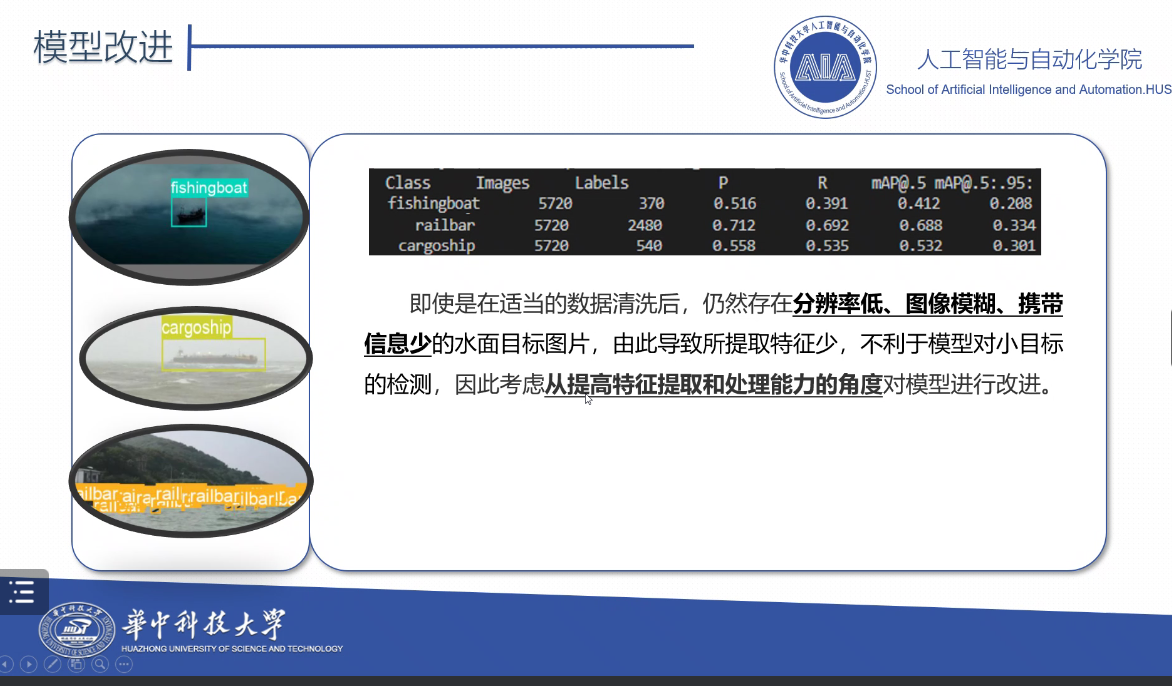 模型改进
华中科技大学人工智能与自动化学院
AIA
School of Artificial Intelligence and Automation.HUST
人工智能与自动化学院
School of Artificial Intelligence and Automation.HUS
fishingboat
cargoship
railbar
Class Images Labels P R mAP@.5 mAP@.5:.95:
fishingboat 5720 370 0.516 0.391 0.412 0.208
railbar 5720 2480 0.712 0.692 0.688 0.334
cargoship 5720 540 0.558 0.535 0.532 0.301
即使是在适当的数据清洗后，仍然存在分辨率低、图像模糊、携带
信息少的水面目标图片，由此导致所提取特征少，不利于模型对小目标
的检测，因此考虑从提高特征提取和处理能力的角度对模型进行改进。
華中科技大学
HUAZHONG UNIVERSITY OF SCIENCE AND TECHNOLOGY